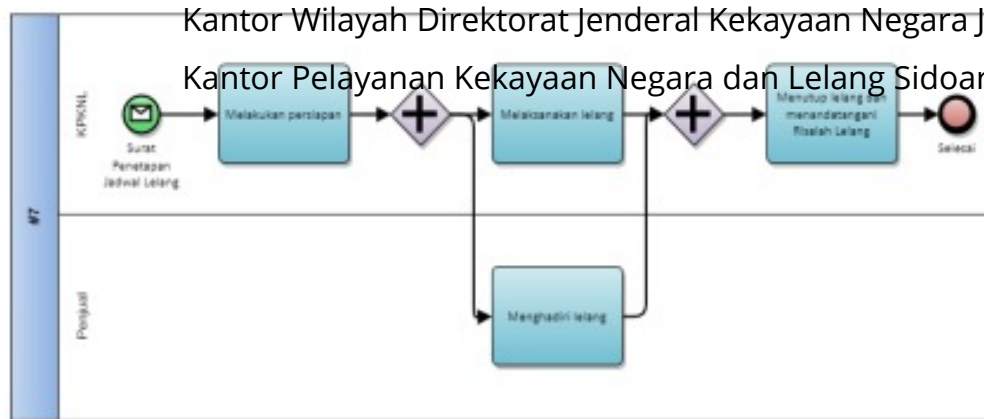 Kantor Wilayah Direktorat Jenderal Kekayaan Negara J
Kantor Pelayanan Kekayaan Negara dan Lelang Sidoar
#7
KPKNL
Surat
Penetapan
Jadwal Lelang
Melakukan persiapan
Melaksanakan lelang
Menutup lelang dan
menandatangani
Risalah Lelang
Selesai
Penjual
Menghadiri lelang